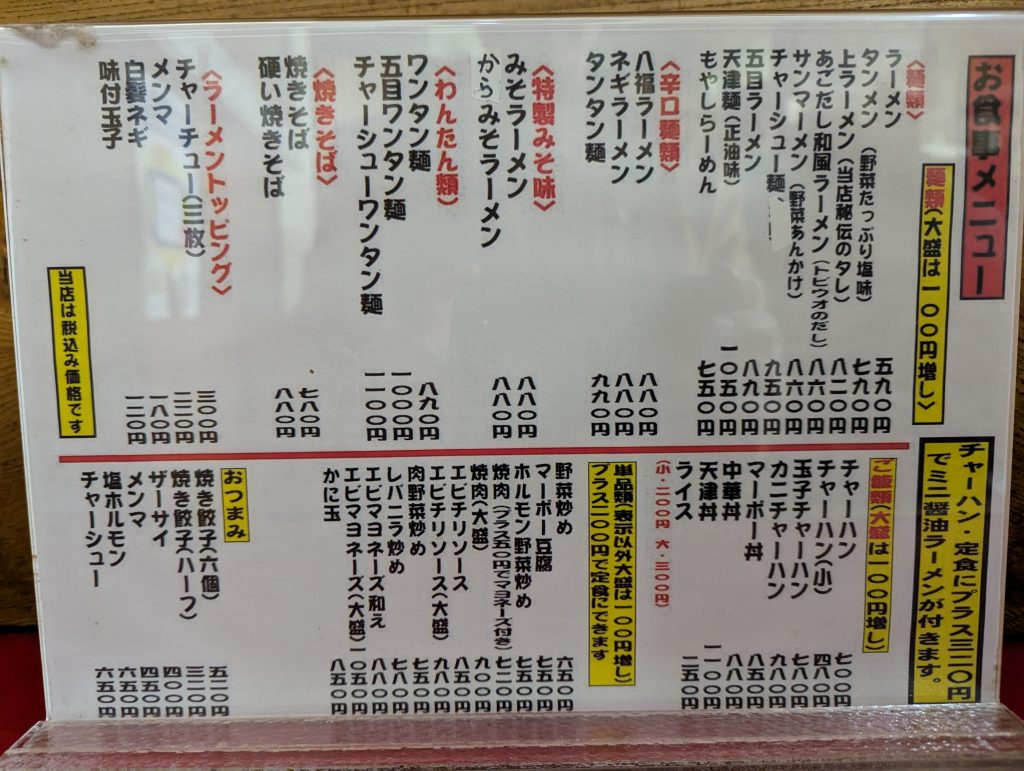 お食事メニュー
麺類(大盛は一〇〇円増し)
〈麺類〉
ラーメン 五九〇円
タンメン(野菜たっぷり塩味) 七九〇円
上ラーメン(当店秘伝のタレ) 八二〇円
あごだし和風ラーメン(トビウオのだし) 八六〇円
サンマーメン(野菜あんかけ) 八六〇円
チャーシュー麺 九五〇円
五目ラーメン 八九〇円
天津麺(正油味) 一〇五〇円
もやしらーめん 七五〇円
〈辛口麺類〉
八福ラーメン 八八〇円
ネギラーメン 八八〇円
タンタン麺 九九〇円
〈特製みそ味〉
みそラーメン 八八〇円
からみそラーメン 八八〇円
〈わんたん類〉
ワンタン麺 八九〇円
五目ワンタン麺 一〇〇〇円
チャーシューワンタン麺 一一〇〇円
〈焼きそば〉
焼きそば 七八〇円
硬い焼きそば 八八〇円
〈ラーメントッピング〉
チャーチュー(三枚) 三〇〇円
メンマ 二二〇円
白髪ネギ 一八〇円
味付玉子 一二〇円
当店は税込み価格です
チャーハン・定食にプラス三二〇円
でミニ醤油ラーメンが付きます。
ご飯類(大盛は一〇〇円増し)
チャーハン 七〇〇円
チャーハン(小) 四八〇円
玉子チャーハン 七八〇円
カニチャーハン 九八〇円
マーボー丼 八八〇円
中華丼 八八〇円
天津丼 一一〇〇円
ライス 二五〇円
(小・二〇〇円 大・三〇〇円)
単品類(表示以外大盛は一〇〇円増し)
プラス二〇〇円で定食にできます
野菜炒め 六五〇円
マーボー豆腐 七五〇円
ホルモン野菜炒め 七五〇円
焼肉(プラス五〇円でマヨネーズ付き) 七二〇円
焼肉(大盛) 九〇〇円
エビチリソース 八五〇円
エビチリソース(大盛) 九八〇円
肉野菜炒め 七五〇円
レバニラ炒め 七八〇円
エビマヨネーズ和え 八八〇円
エビマヨネーズ(大盛) 一〇五〇円
かに玉 八五〇円
おつまみ
焼き餃子(六個) 五二〇円
焼き餃子(ハーフ) 三二〇円
ザーサイ 四〇〇円
メンマ 四五〇円
塩ホルモン 六五〇円
チャーシュー 六五〇円